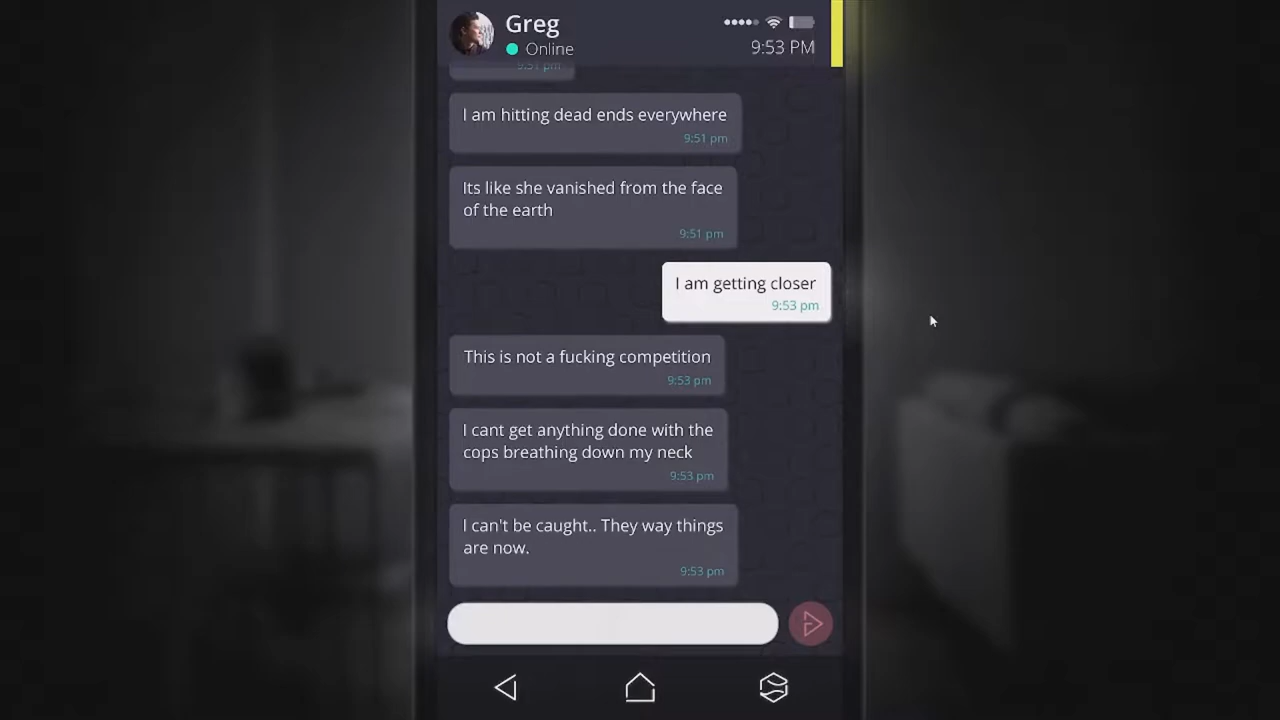 Greg
Online
9:53 PM
9:51 pm
I am hitting dead ends everywhere
9:51 pm
Its like she vanished from the face
of the earth
9:51 pm
I am getting closer
9:53 pm
This is not a fucking competition
9:53 pm
I cant get anything done with the
cops breathing down my neck
9:53 pm
I can't be caught.. They way things
are now.
9:53 pm